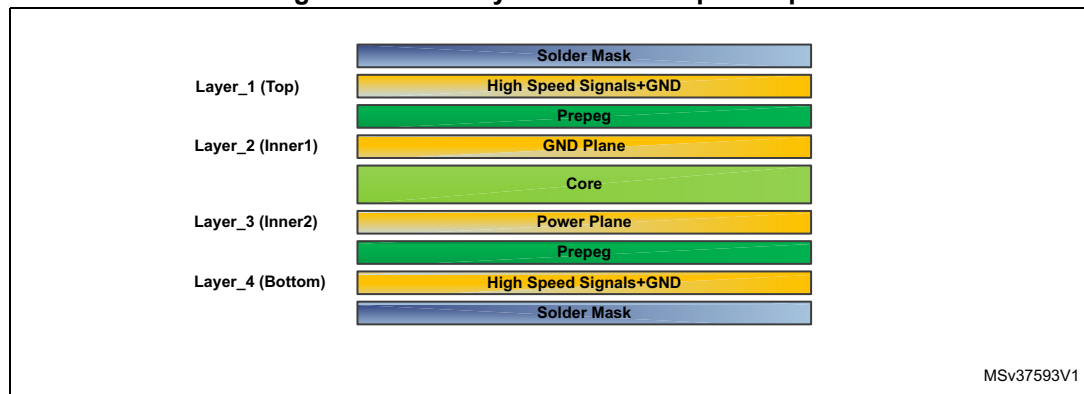 Solder Mask
Layer_1 (Top) High Speed Signals+GND
Prepeg
Layer_2 (Inner1) GND Plane
Core
Layer_3 (Inner2) Power Plane
Prepeg
Layer_4 (Bottom) High Speed Signals+GND
Solder Mask
MSv37593V1